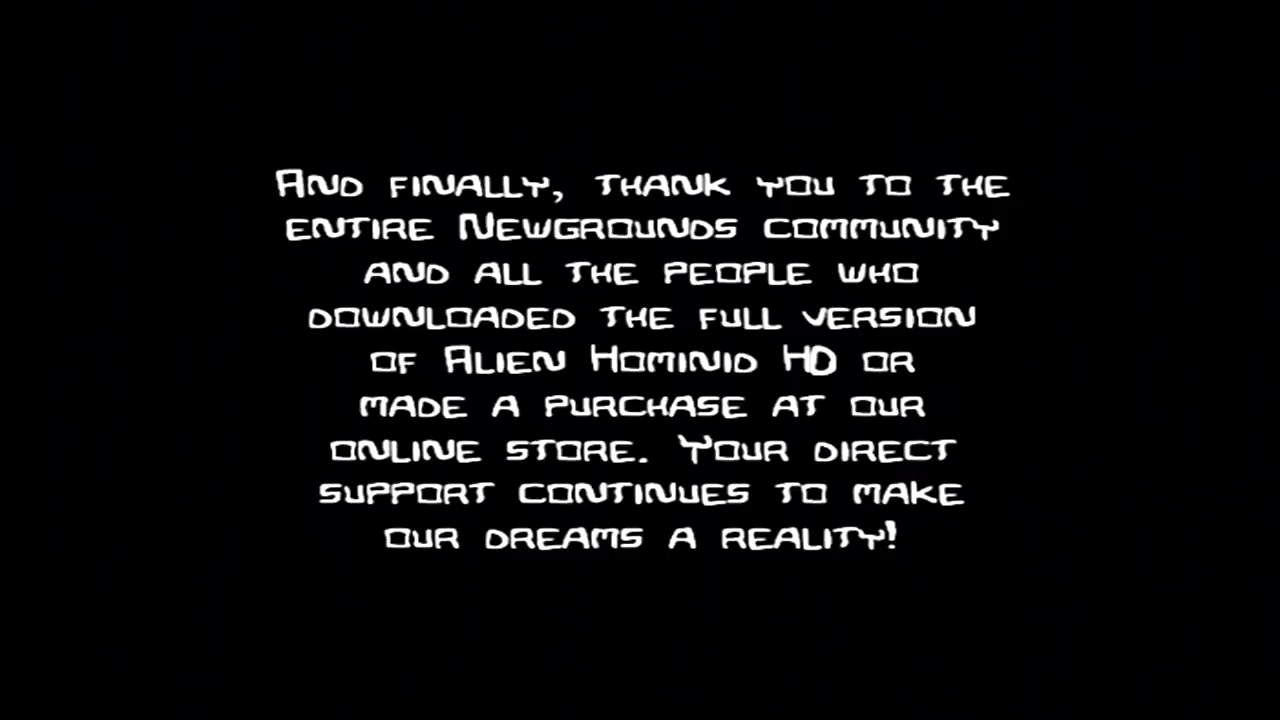 And finally, thank you to the
entire Newgrounds community
and all the people who
downloaded the full version
of Alien Hominid HD or
made a purchase at our
online store. Your direct
support continues to make
our dreams a reality!